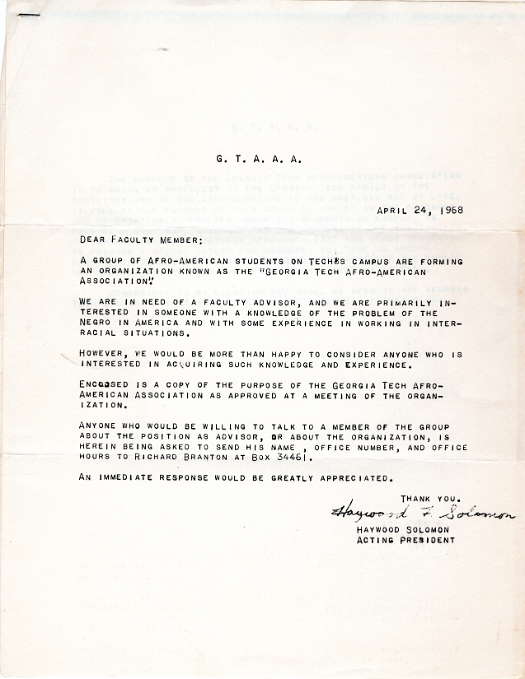 G. T. A. A. A.
APRIL 24, 1968
DEAR FACULTY MEMBER:
A GROUP OF AFRO-AMERICAN STUDENTS ON TECH'S CAMPUS ARE FORMING
AN ORGANIZATION KNOWN AS THE "GEORGIA TECH AFRO-AMERICAN
ASSOCIATION".
WE ARE IN NEED OF A FACULTY ADVISOR, AND WE ARE PRIMARILY IN-
TERESTED IN SOMEONE WITH A KNOWLEDGE OF THE PROBLEM OF THE
NEGRO IN AMERICA AND WITH SOME EXPERIENCE IN WORKING IN INTER-
RACIAL SITUATIONS.
HOWEVER, WE WOULD BE MORE THAN HAPPY TO CONSIDER ANYONE WHO IS
INTERESTED IN ACQUIRING SUCH KNOWLEDGE AND EXPERIENCE.
ENCLOSED IS A COPY OF THE PURPOSE OF THE GEORGIA TECH AFRO-
AMERICAN ASSOCIATION AS APPROVED AT A MEETING OF THE ORGAN-
IZATION.
ANYONE WHO WOULD BE WILLING TO TALK TO A MEMBER OF THE GROUP
ABOUT THE POSITION AS ADVISOR, OR ABOUT THE ORGANIZATION, IS
HEREIN BEING ASKED TO SEND HIS NAME , OFFICE NUMBER, AND OFFICE
HOURS TO RICHARD BRANTON AT BOX 34461.
AN IMMEDIATE RESPONSE WOULD BE GREATLY APPRECIATED.
THANK YOU.
Haywood F. Solomon
HAYWOOD SOLOMON
ACTING PRESIDENT